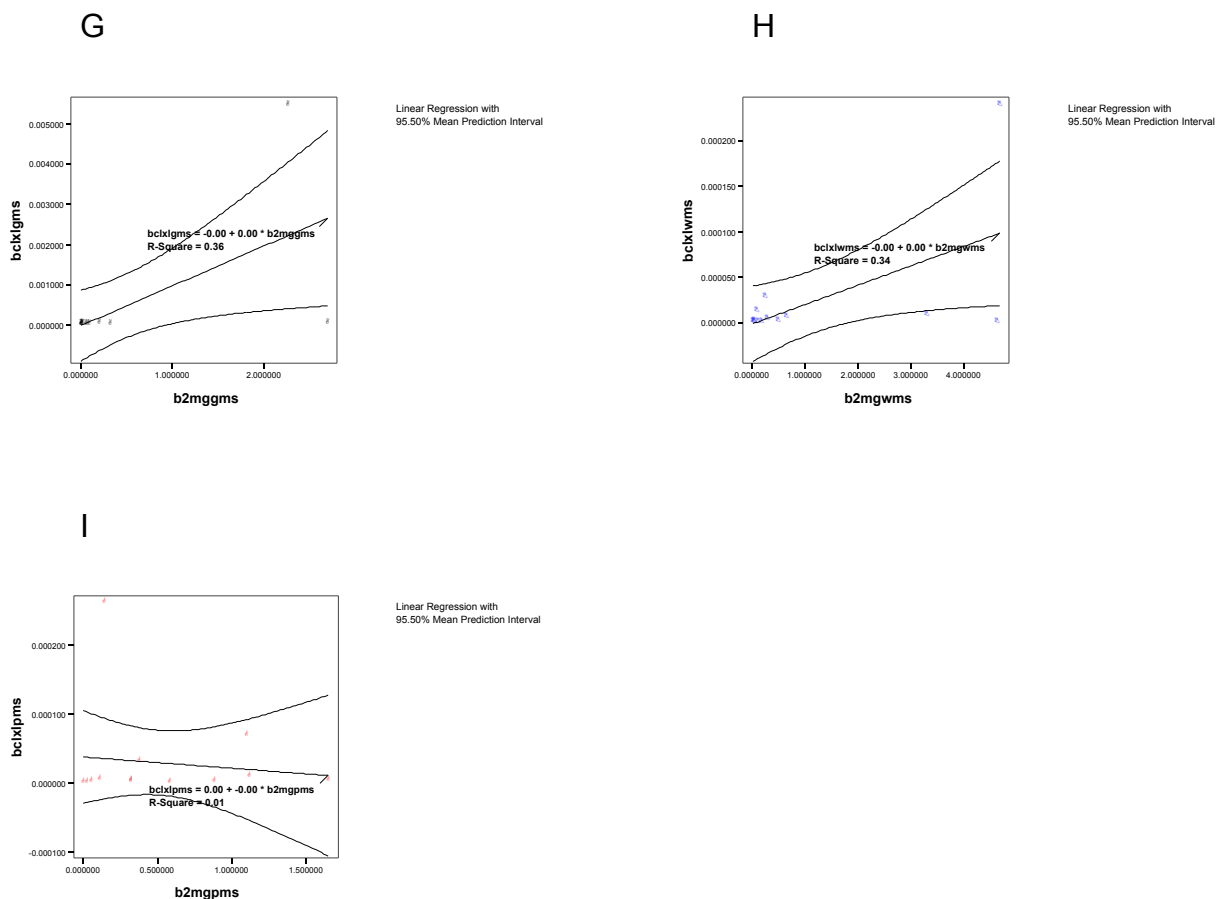 G
Linear Regression with
95.50% Mean Prediction Interval
0.005000
0.004000
0.003000
0.002000
0.001000
0.000000
bclxlgms
bclxlgms = -0.00 + 0.00 * b2mggms
R-Square = 0.36
0.000000 1.000000 2.000000
b2mggms
H
Linear Regression with
95.50% Mean Prediction Interval
0.000200
0.000150
0.000100
0.000050
0.000000
bclxlwms
bclxlwms = -0.00 + 0.00 * b2mgwms
R-Square = 0.34
0.000000 1.000000 2.000000 3.000000 4.000000
b2mgwms
I
Linear Regression with
95.50% Mean Prediction Interval
0.000200
0.000100
0.000000
-0.000100
bclxlpms
bclxlpms = 0.00 + -0.00 * b2mgpms
R-Square = 0.01
0.000000 0.500000 1.000000 1.500000
b2mgpms